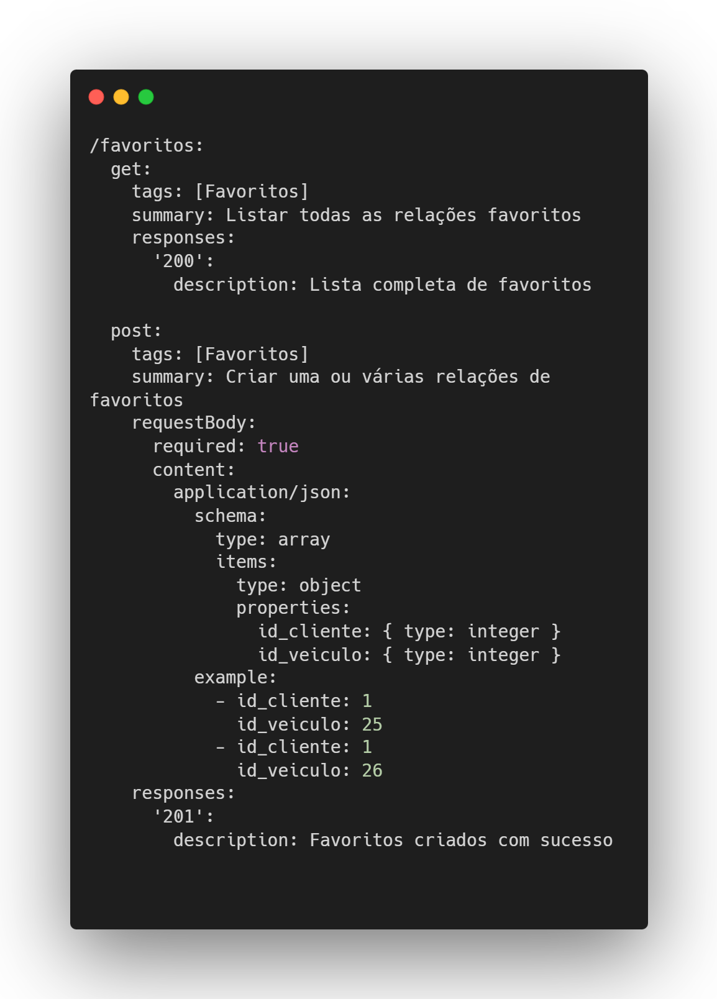 /favoritos:
  get:
    tags: [Favoritos]
    summary: Listar todas as relações favoritos
    responses:
      '200':
        description: Lista completa de favoritos

  post:
    tags: [Favoritos]
    summary: Criar uma ou várias relações de
favoritos
    requestBody:
      required: true
      content:
        application/json:
          schema:
            type: array
            items:
              type: object
              properties:
                id_cliente: { type: integer }
                id_veiculo: { type: integer }
          example:
            - id_cliente: 1
              id_veiculo: 25
            - id_cliente: 1
              id_veiculo: 26
    responses:
      '201':
        description: Favoritos criados com sucesso